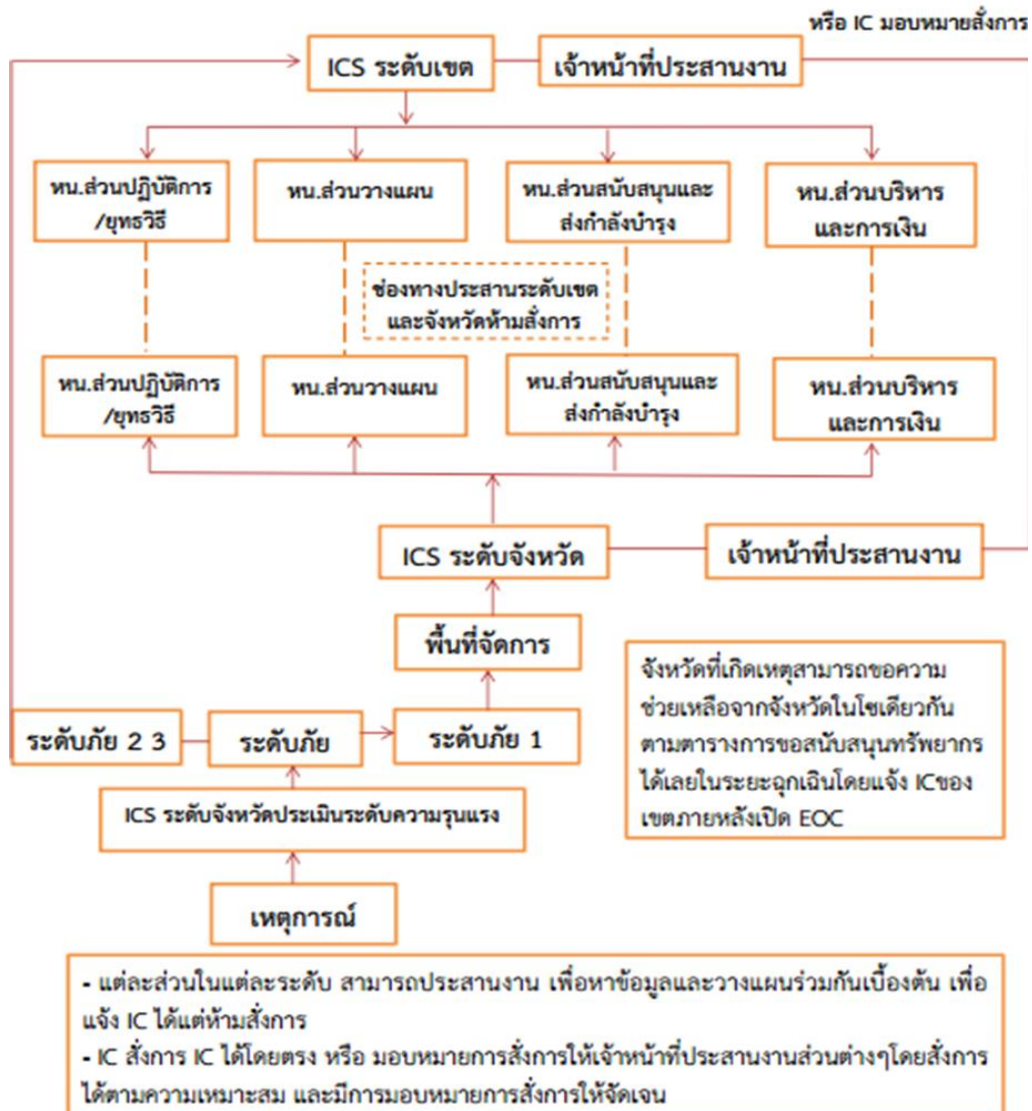 หรือ IC มอบหมายสั่งการ
ICS ระดับเขต
เจ้าหน้าที่ประสานงาน
หน.ส่วนปฏิบัติการ
/ยุทธวิธี
หน.ส่วนวางแผน
หน.ส่วนสนับสนุนและ
ส่งกำลังบำรุง
หน.ส่วนบริหาร
และการเงิน
ช่องทางประสานระดับเขต
และจังหวัดห้ามสั่งการ
หน.ส่วนปฏิบัติการ
/ยุทธวิธี
หน.ส่วนวางแผน
หน.ส่วนสนับสนุนและ
ส่งกำลังบำรุง
หน.ส่วนบริหาร
และการเงิน
ICS ระดับจังหวัด
เจ้าหน้าที่ประสานงาน
พื้นที่จัดการ
ระดับภัย 2 3
ระดับภัย
ระดับภัย 1
จังหวัดที่เกิดเหตุสามารถขอความ
ช่วยเหลือจากจังหวัดในโซเดียวกัน
ตามตารางการขอสนับสนุนทรัพยากร
ได้เลยในระยะฉุกเฉินโดยแจ้ง ICของ
เขตภายหลังเปิด EOC
ICS ระดับจังหวัดประเมินระดับความรุนแรง
เหตุการณ์
- แต่ละส่วนในแต่ละระดับ สามารถประสานงาน เพื่อหาข้อมูลและวางแผนร่วมกันเบื้องต้น เพื่อ
แจ้ง IC ได้แต่ห้ามสั่งการ
- IC สั่งการ IC ได้โดยตรง หรือ มอบหมายการสั่งการให้เจ้าหน้าที่ประสานงานส่วนต่างๆโดยสั่งการ
ได้ตามความเหมาะสม และมีการมอบหมายการสั่งการให้จัดเจน